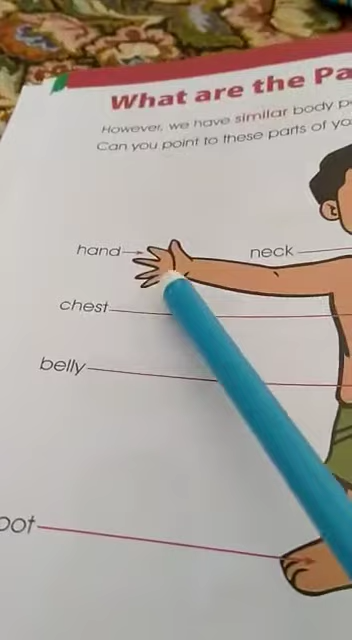 What are the Pa
However, we have similar body p
Can you point to these parts of yo
hand
neck
chest
belly
oot